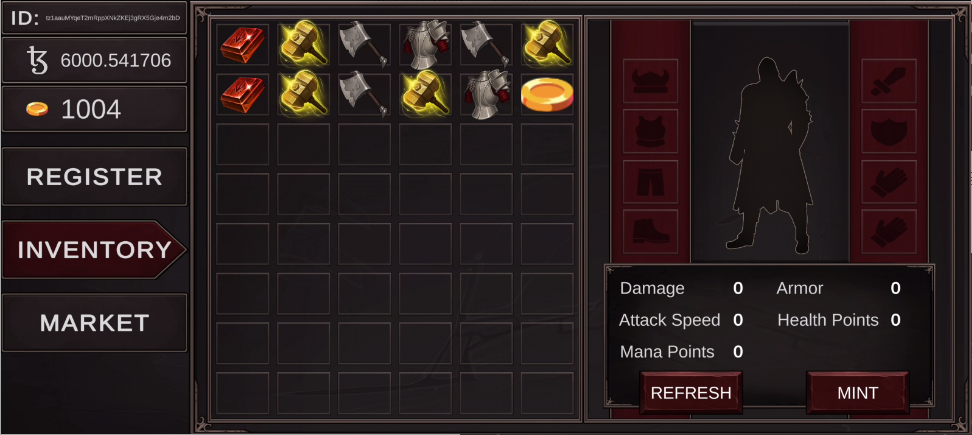 ID:
6000.541706
1004
REGISTER
INVENTORY
MARKET
Damage 0 Armor 0
Attack Speed 0 Health Points 0
Mana Points 0
REFRESH MINT